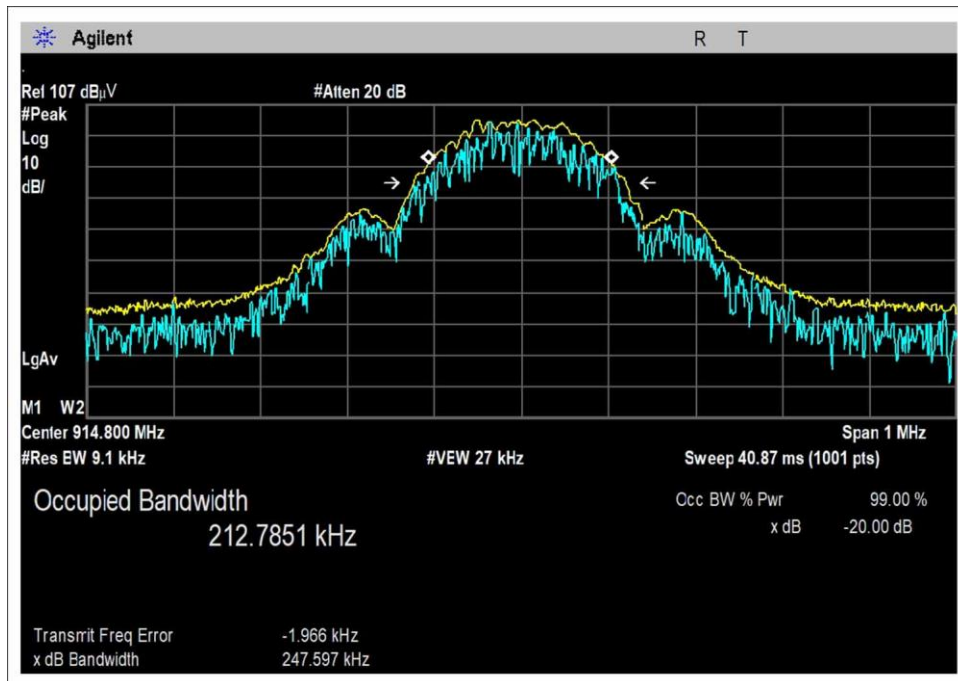 Agilent R T
Ref 107 dBµV #Atten 20 dB
#Peak
Log
10
dB/
LgAv
M1 W2
Center 914.800 MHz Span 1 MHz
#Res BW 9.1 kHz #VBW 27 kHz Sweep 40.87 ms (1001 pts)
Occupied Bandwidth Occ BW % Pwr 99.00 %
212.7851 kHz x dB -20.00 dB
Transmit Freq Error -1.966 kHz
x dB Bandwidth 247.597 kHz